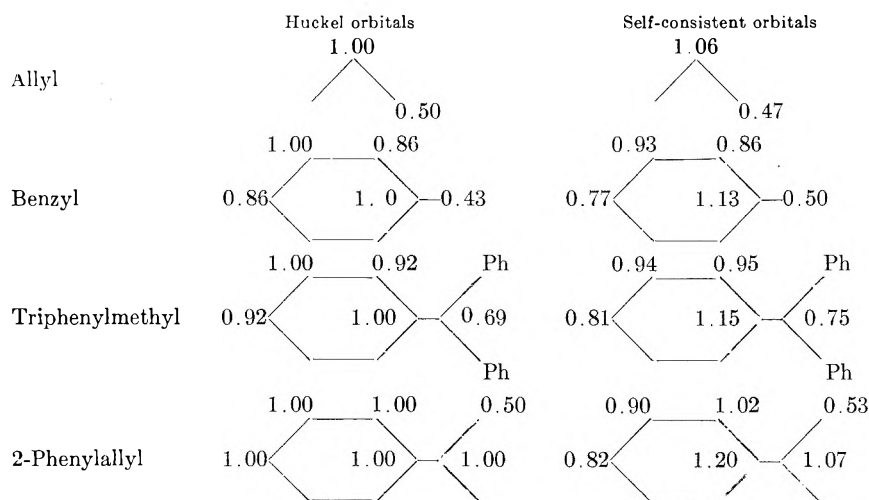 Huckel orbitals Self-consistent orbitals
1.00 1.06
Allyl
0.50 0.47
1.00 0.86 0.93 0.86
Benzyl 0.86 1. 0 0.43 0.77 1.13 0.50
1.00 0.92 Ph 0.94 0.95 Ph
Triphenylmethyl 0.92 1.00 0.69 0.81 1.15 0.75
Ph Ph
1.00 1.00 0.50 0.90 1.02 0.53
2-Phenylallyl 1.00 1.00 1.00 0.82 1.20 1.07